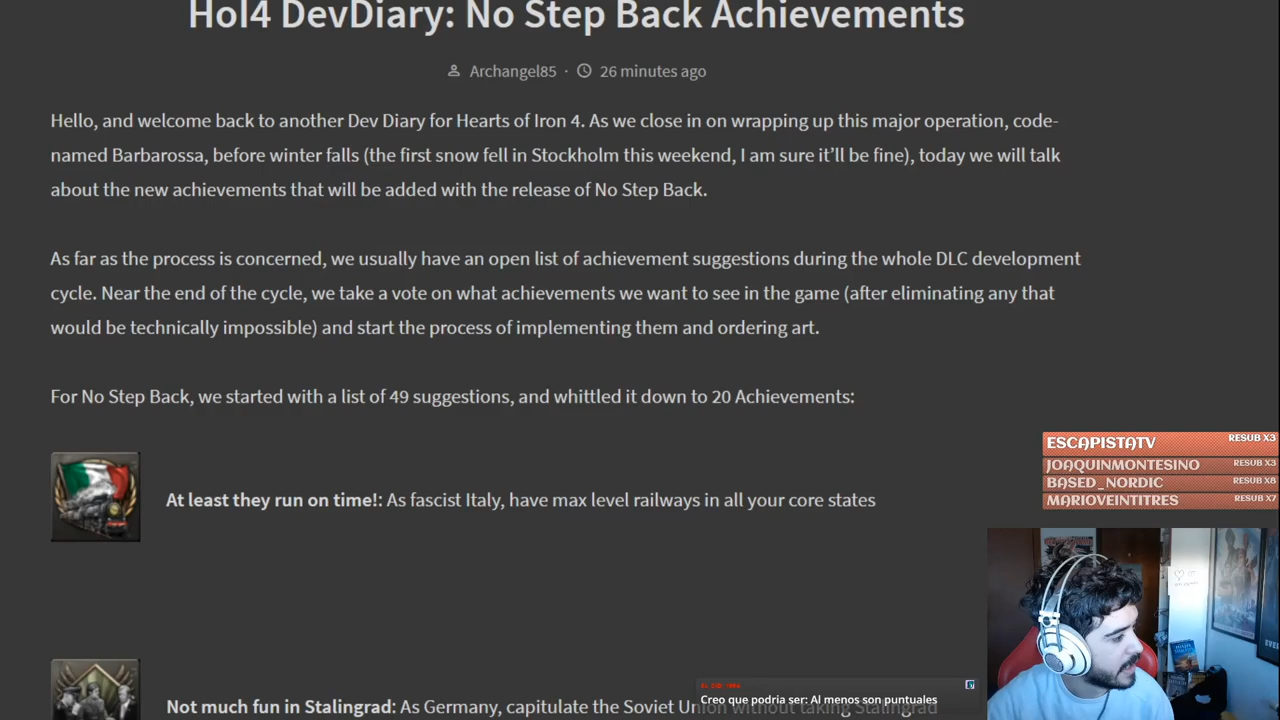 HoI4 DevDiary: No Step Back Achievements
Archangel85 · 26 minutes ago
Hello, and welcome back to another Dev Diary for Hearts of Iron 4. As we close in on wrapping up this major operation, code-
named Barbarossa, before winter falls (the first snow fell in Stockholm this weekend, I am sure it’ll be fine), today we will talk
about the new achievements that will be added with the release of No Step Back.
As far as the process is concerned, we usually have an open list of achievement suggestions during the whole DLC development
cycle. Near the end of the cycle, we take a vote on what achievements we want to see in the game (after eliminating any that
would be technically impossible) and start the process of implementing them and ordering art.
For No Step Back, we started with a list of 49 suggestions, and whittled it down to 20 Achievements:
ESCAPISTATV RESUB X3
JOAQUINMONTESINO RESUB X3
BASED_NORDIC RESUB X6
MARIOVEINTITRES RESUB X7
At least they run on time!: As fascist Italy, have max level railways in all your core states
Creo que podria ser: Al menos son puntuales
Not much fun in Stalingrad: As Germany, capitulate the Soviet Union without taking Stalingrad